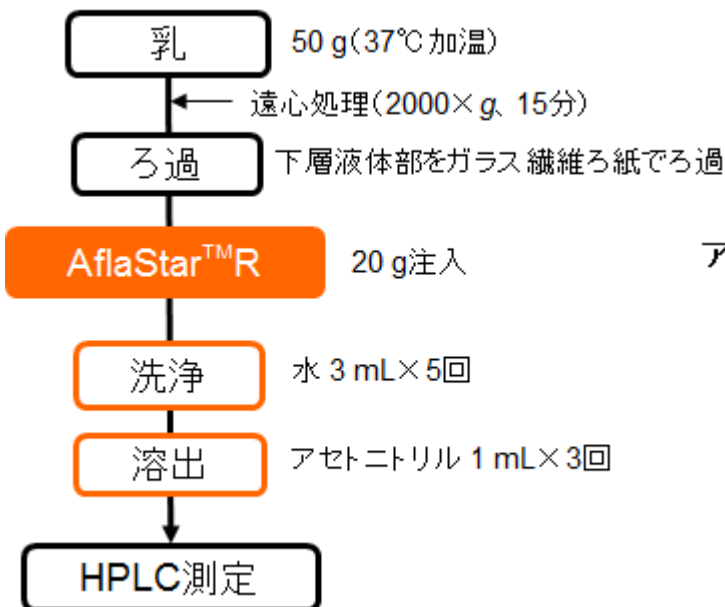 乳 50 g(37℃加温)
遠心処理(2000×g、15分)
ろ過 下層液体部をガラス繊維ろ紙でろ過
AflaStar™R 20 g注入 ア
洗浄 水 3 mL×5回
溶出 アセトニトリル 1 mL×3回
HPLC測定